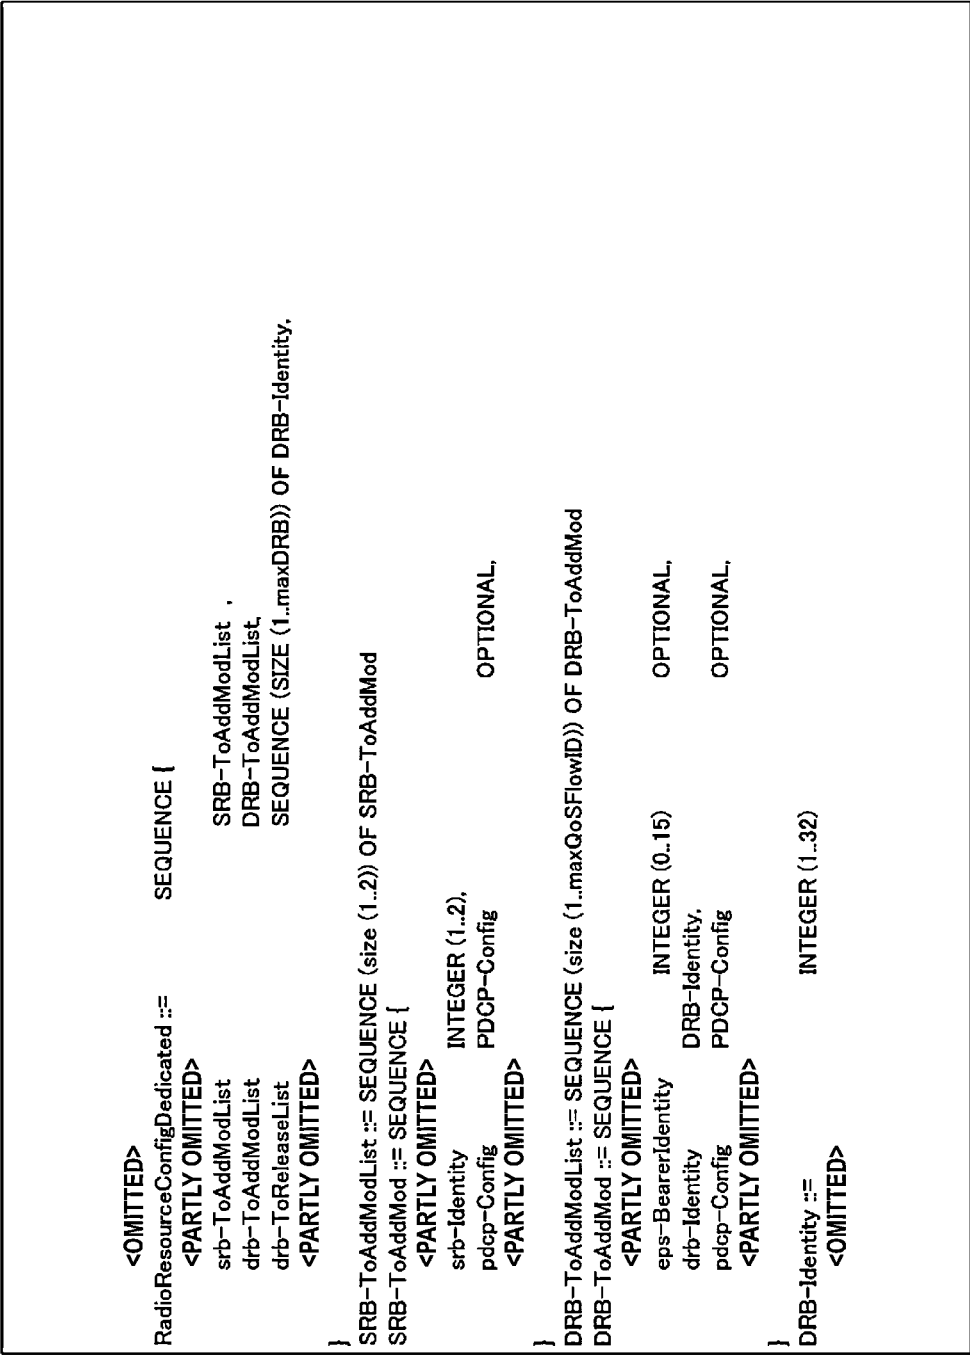 <OMITTED>
RadioResourceConfigDedicated ::= SEQUENCE {
<PARTLY OMITTED>
srb-ToAddModList SRB-ToAddModList ,
drb-ToAddModList DRB-ToAddModList,
drb-ToReleaseList SEQUENCE (SIZE (1..maxDRB)) OF DRB-Identity,
<PARTLY OMITTED>
}
SRB-ToAddModList ::= SEQUENCE (size (1..2)) OF SRB-ToAddMod
SRB-ToAddMod ::= SEQUENCE {
<PARTLY OMITTED>
srb-Identity INTEGER (1..2),
pdcp-Config PDCP-Config OPTIONAL,
<PARTLY OMITTED>
}
DRB-ToAddModList ::= SEQUENCE (size (1..maxQoSFlowID)) OF DRB-ToAddMod
DRB-ToAddMod ::= SEQUENCE {
<PARTLY OMITTED>
eps-BearerIdentity INTEGER (0..15) OPTIONAL,
drb-Identity DRB-Identity,
pdcp-Config PDCP-Config OPTIONAL,
<PARTLY OMITTED>
}
DRB-Identity ::= INTEGER (1..32)
<OMITTED>